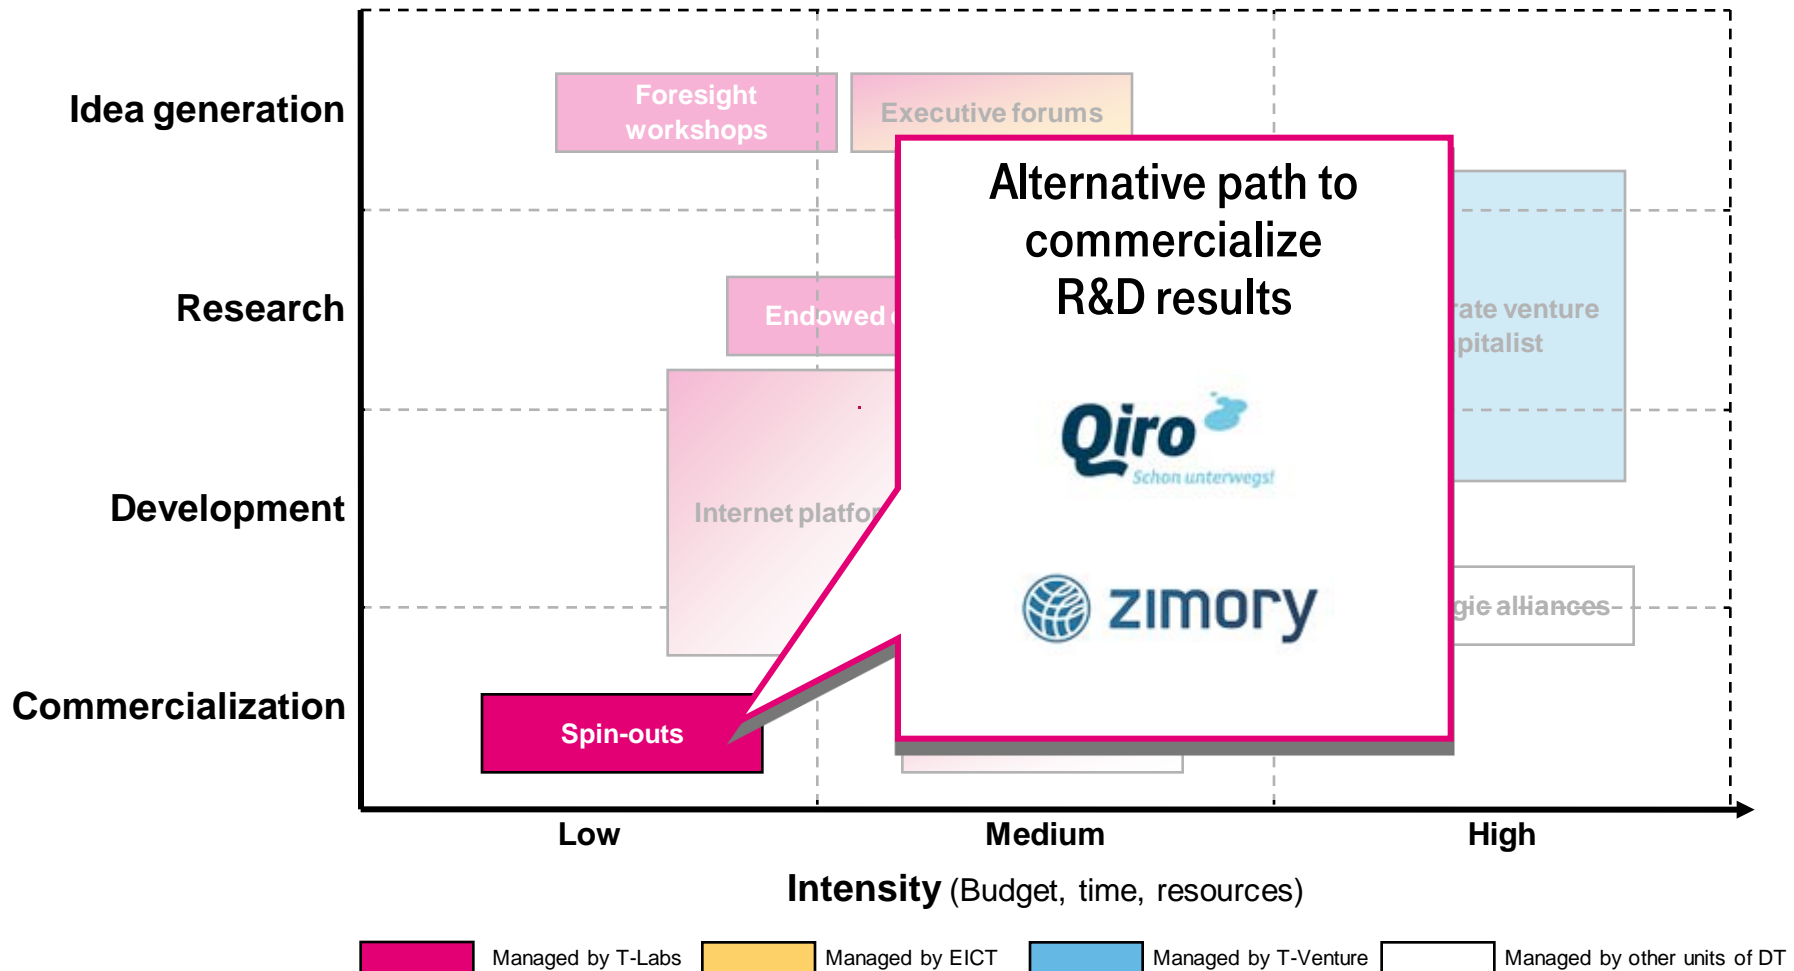 Idea generation
Foresight
workshops
Executive forums
Alternative path to
commercialize
R&D results
Research
Endowed
rate venture
pitalist
Qiro
Schon unterwegs!
Development
Internet platfor
zimory
gic alliances
Commercialization
Spin-outs
Low
Medium
High
Intensity (Budget, time, resources)
Managed by T-Labs
Managed by EICT
Managed by T-Venture
Managed by other units of DT